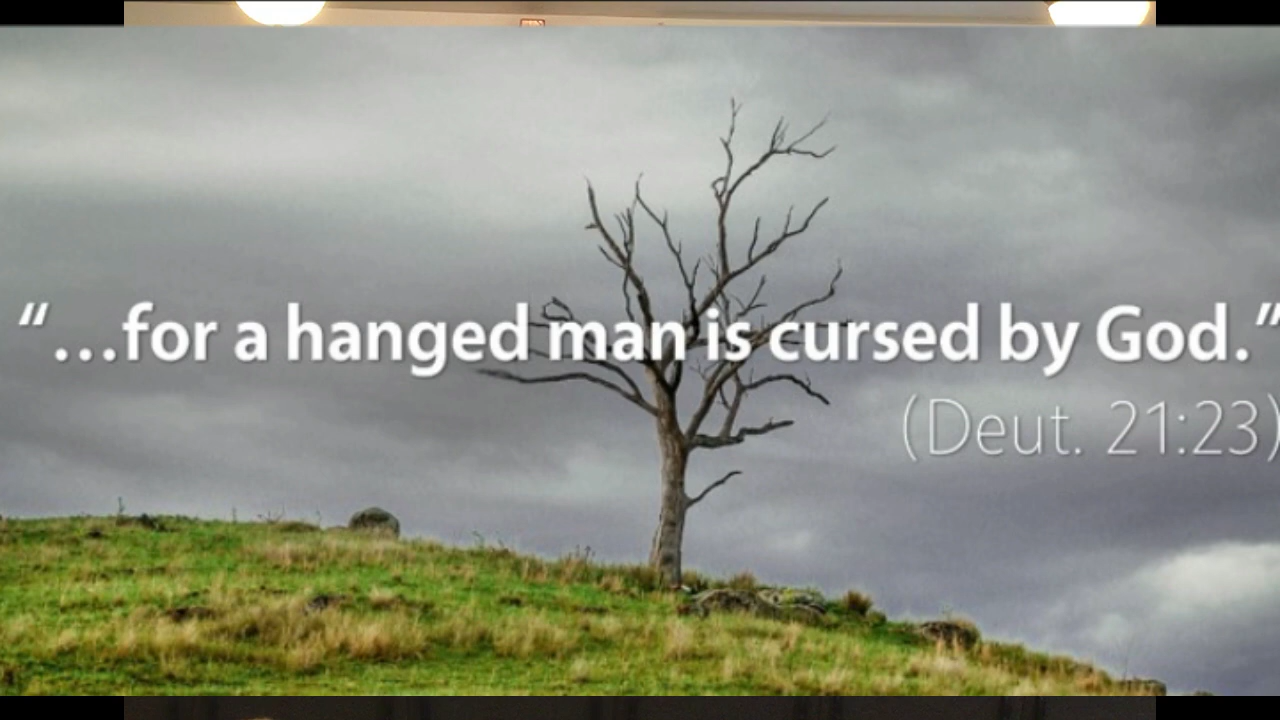 “…for a hanged man is cursed by God.”
(Deut. 21:23)